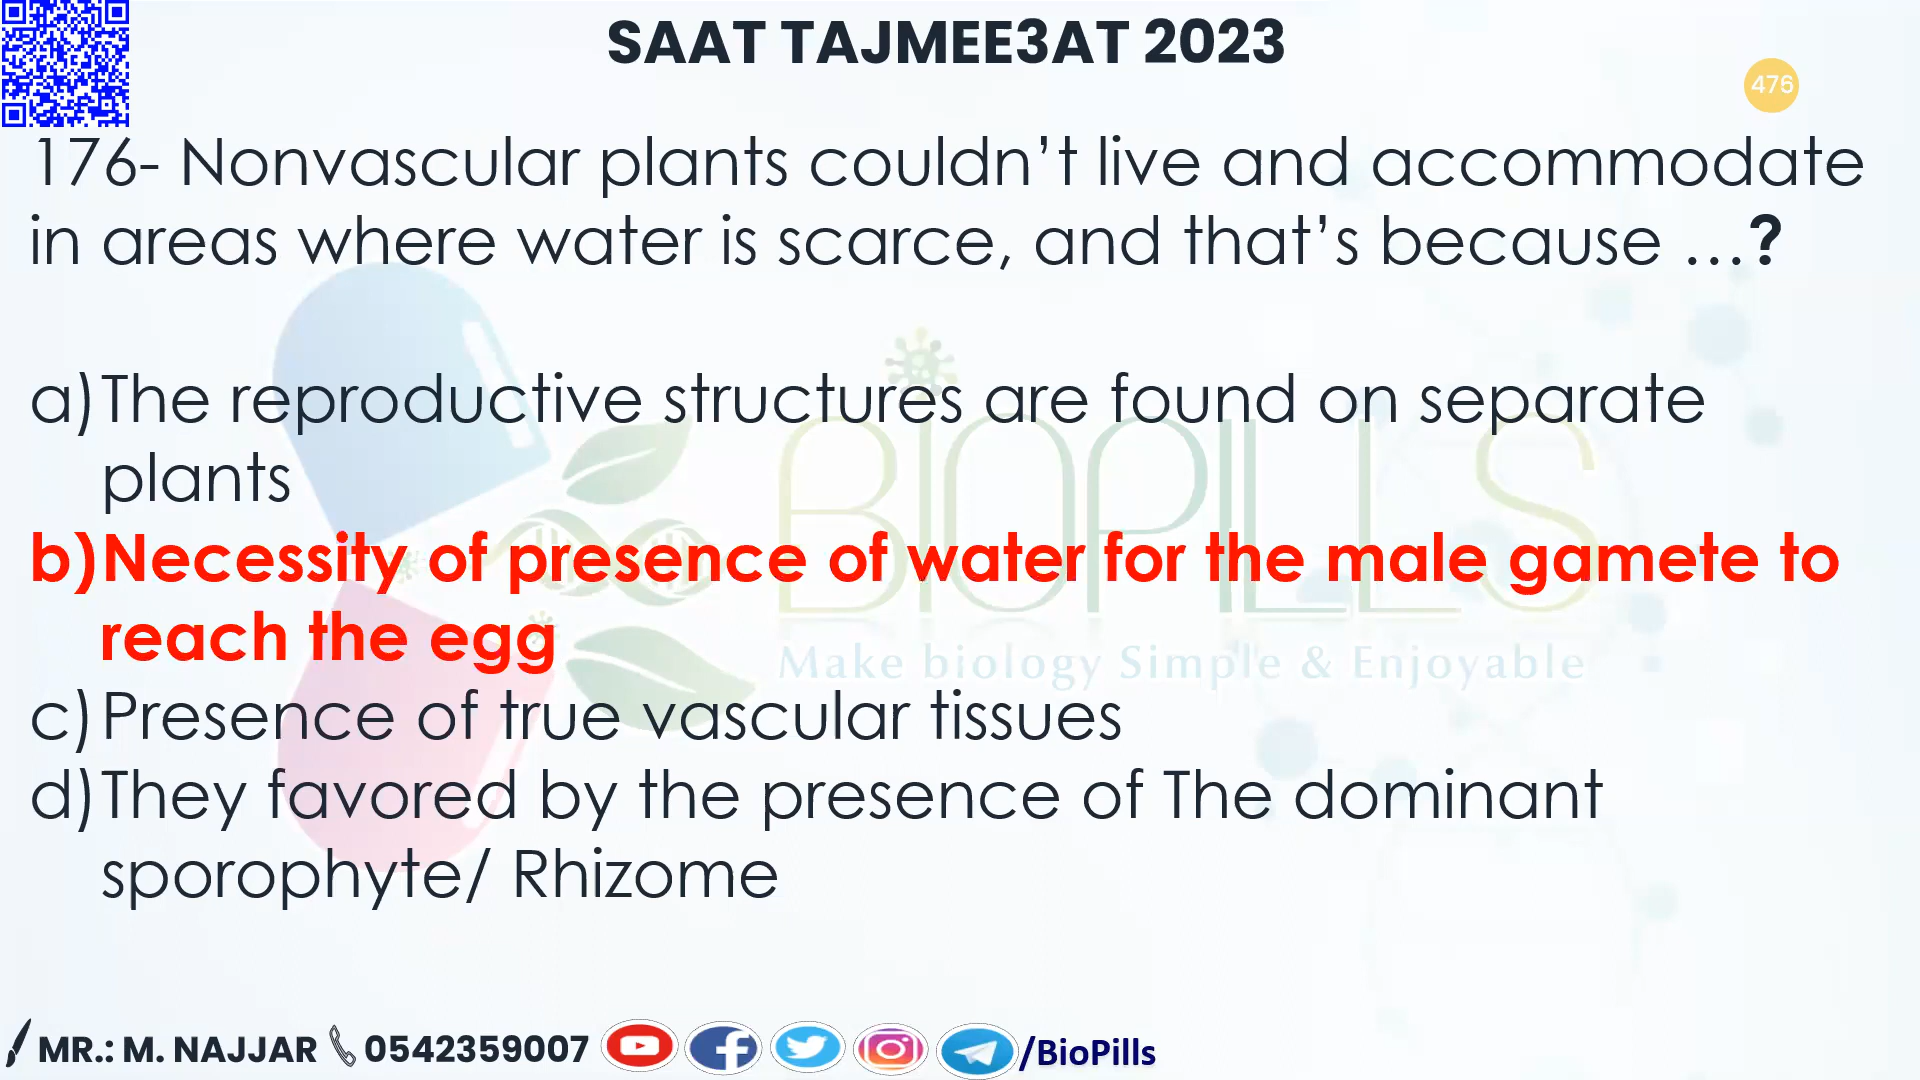 SAAT TAJMEE3AT 2023
476
176- Nonvascular plants couldn’t live and accommodate
in areas where water is scarce, and that’s because …?
a)The reproductive structures are found on separate
plants
b)Necessity of presence of water for the male gamete to
reach the egg
c)Presence of true vascular tissues
d)They favored by the presence of The dominant
sporophyte/ Rhizome
BIOPILLS
Make biology Simple & Enjoyable
MR.: M. NAJJAR 0542359007 /BioPills